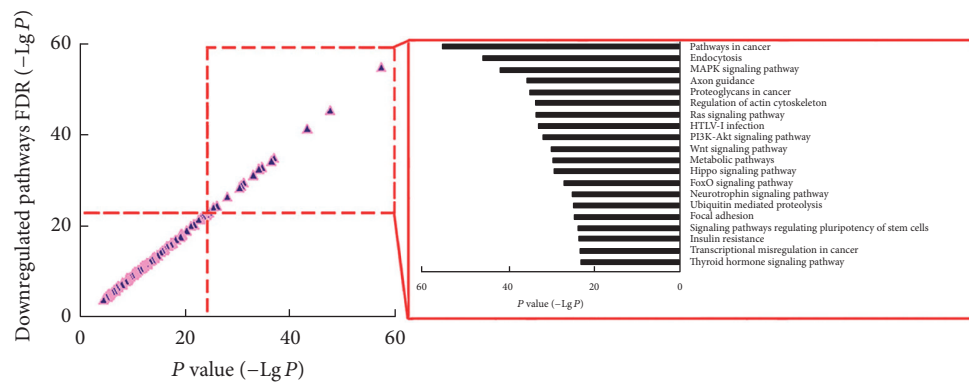 Downregulated pathways FDR (−Lg P)
60
40
20
0
0
20
40
60
P value (−Lg P)
Pathways in cancer
Endocytosis
MAPK signaling pathway
Axon guidance
Proteoglycans in cancer
Regulation of actin cytoskeleton
Ras signaling pathway
HTLV-I infection
PI3K-Akt signaling pathway
Wnt signaling pathway
Metabolic pathways
Hippo signaling pathway
FoxO signaling pathway
Neurotrophin signaling pathway
Ubiquitin mediated proteolysis
Focal adhesion
Signaling pathways regulating pluripotency of stem cells
Insulin resistance
Transcriptional misregulation in cancer
Thyroid hormone signaling pathway
60
40
20
0
P value (−Lg P)